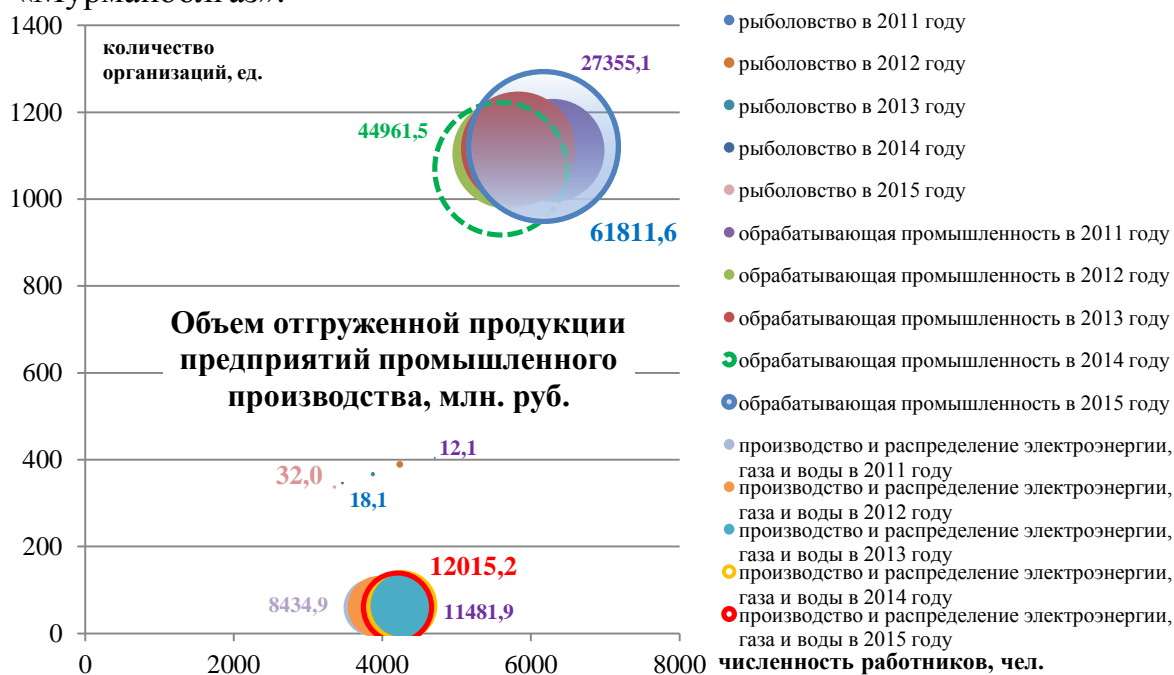 1400
1200
1000
800
600
400
200
0
количество
организаций, ед.
27355,1
44961,5
61811,6
Объем отгруженной продукции
предприятий промышленного
производства, млн. руб.
12,1
32,0
18,1
12015,2
8434,9
11481,9
0
2000
4000
6000
8000
численность работников, чел.
рыболовство в 2011 году
рыболовство в 2012 году
рыболовство в 2013 году
рыболовство в 2014 году
рыболовство в 2015 году
обрабатывающая промышленность в 2011 году
обрабатывающая промышленность в 2012 году
обрабатывающая промышленность в 2013 году
обрабатывающая промышленность в 2014 году
обрабатывающая промышленность в 2015 году
производство и распределение электроэнергии,
газа и воды в 2011 году
производство и распределение электроэнергии,
газа и воды в 2012 году
производство и распределение электроэнергии,
газа и воды в 2013 году
производство и распределение электроэнергии,
газа и воды в 2014 году
производство и распределение электроэнергии,
газа и воды в 2015 году